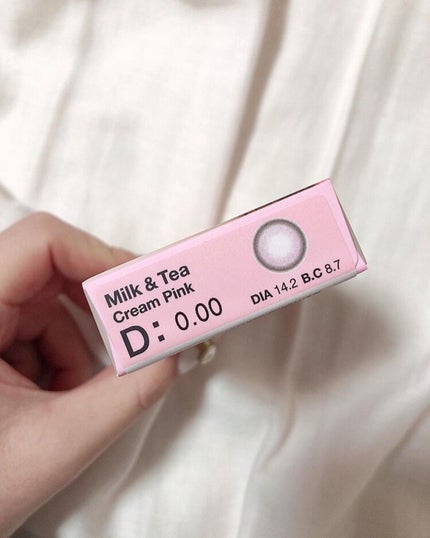 Milk & Tea
Cream Pink
D: 0.00
DIA 14.2 B.C 8.7